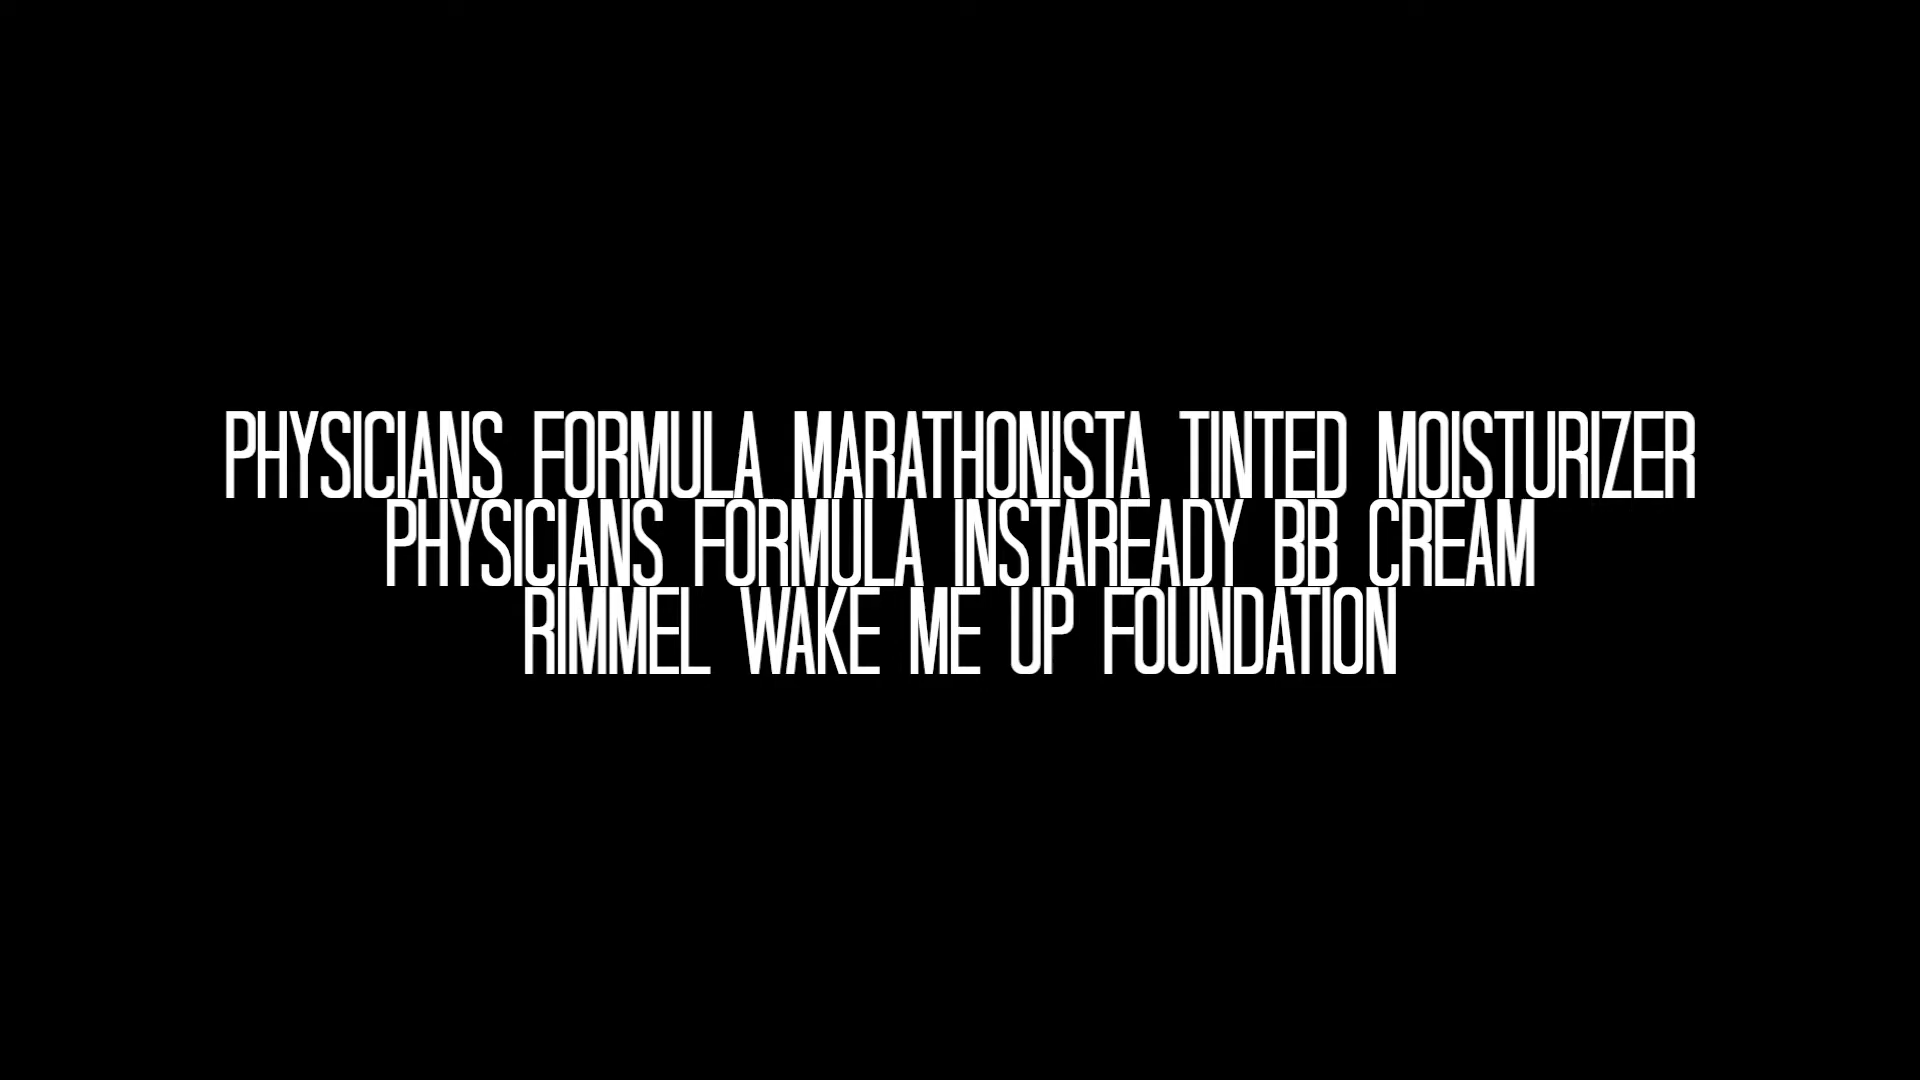 PHYSICIANS FORMULA MARATHONISTA TINTED MOISTURIZER
PHYSICIANS FORMULA INSTAREADY BB CREAM
RIMMEL WAKE ME UP FOUNDATION